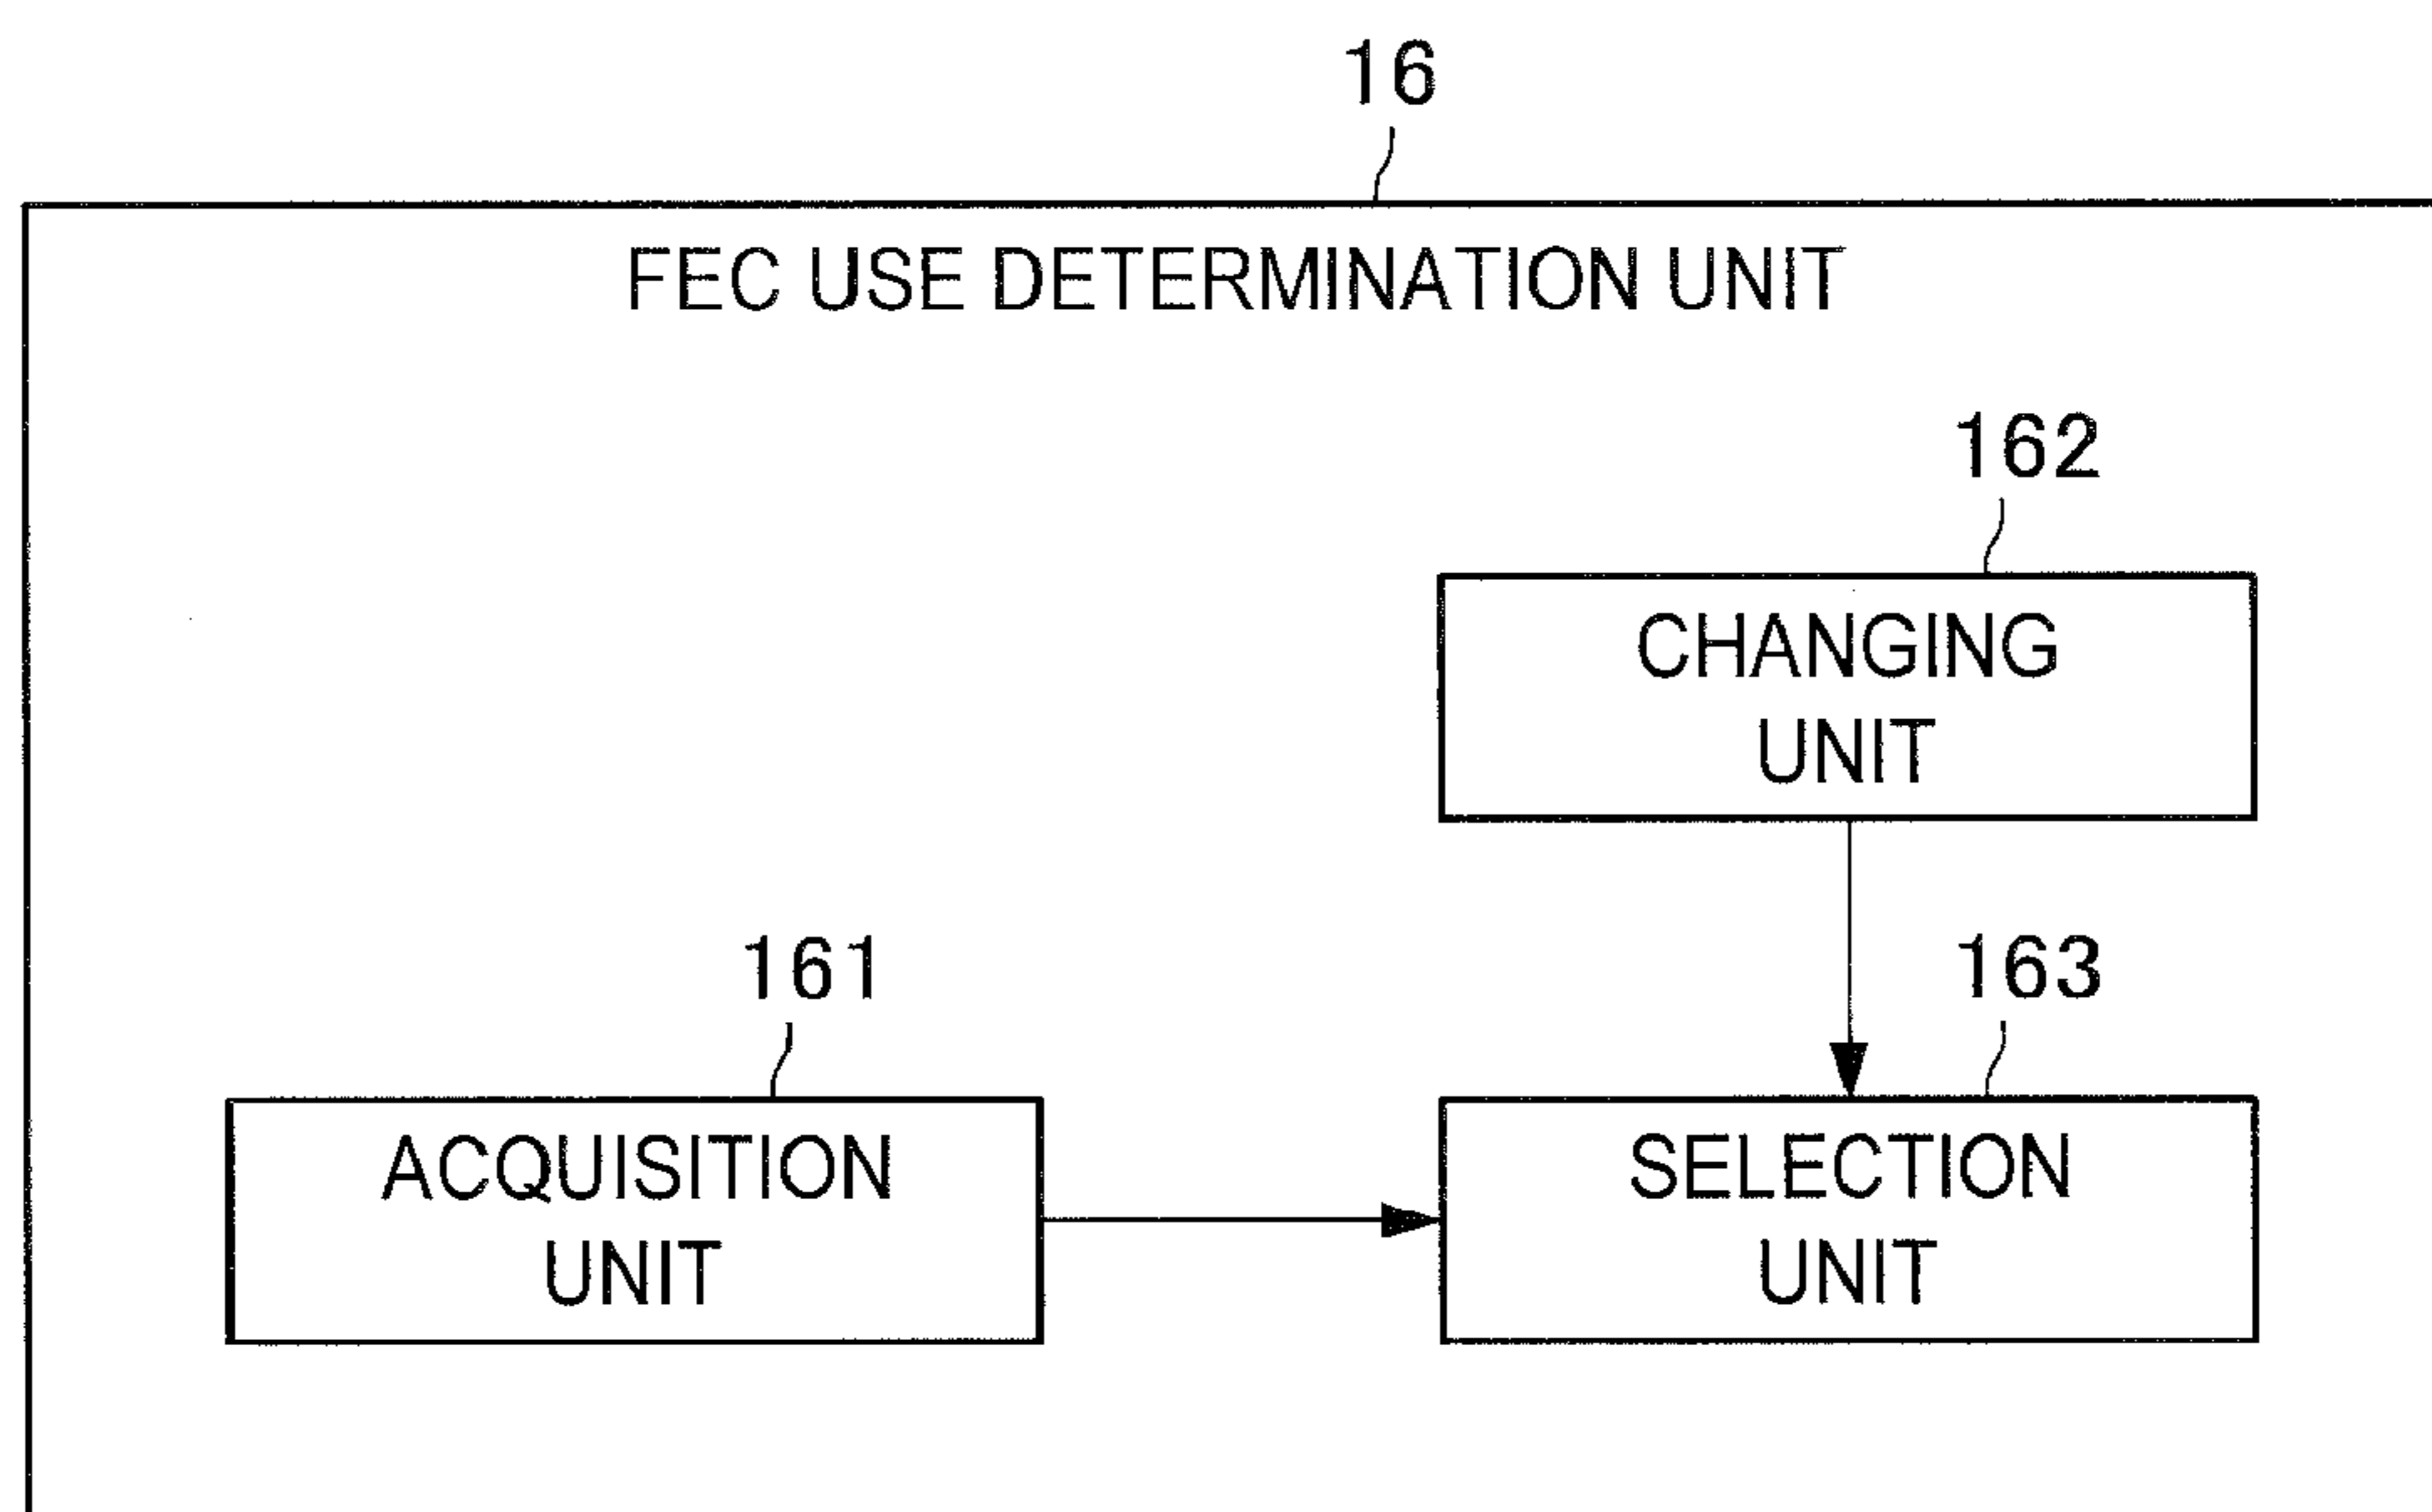 16
FEC USE DETERMINATION UNIT
162
CHANGING
UNIT
161
163
ACQUISITION
UNIT
SELECTION
UNIT